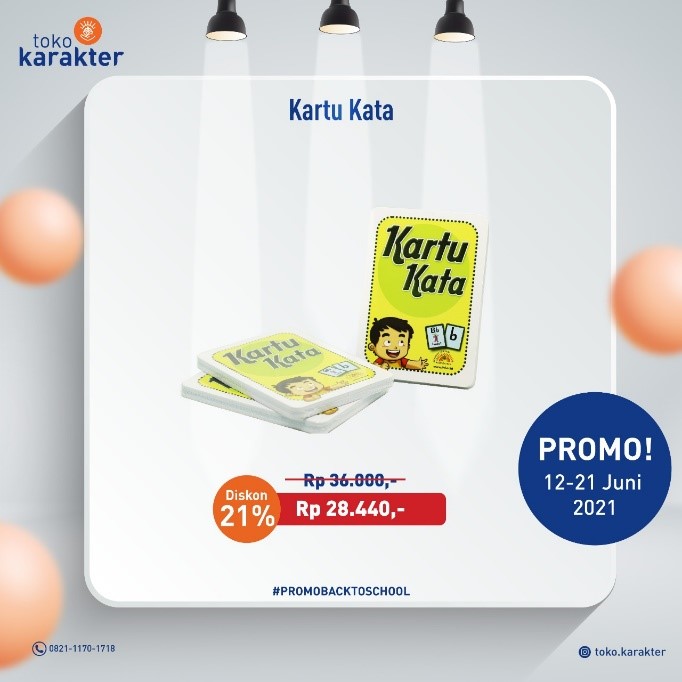 toko
karakter
Kartu Kata
Kartu
Kata
Bb
b
Kartu
Kata
Rp 36.000,-
Diskon
21%
Rp 28.440,-
PROMO!
12-21 Juni
2021
#PROMOBACKTOSCHOOL
0821-1170-1718
toko.karakter